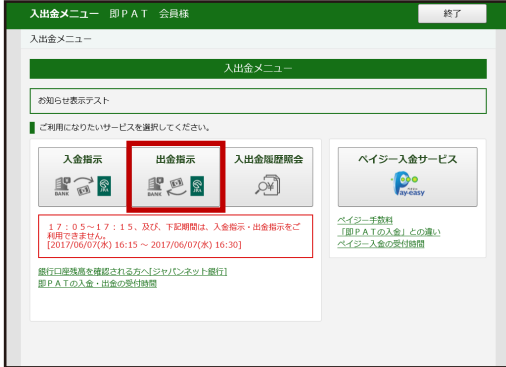 入出金メニュー 即PAT 会員様
終了
入出金メニュー
入出金メニュー
お知らせ表示テスト
ご利用になりたいサービスを選択してください。
入金指示
BANK JRA
出金指示
BANK JRA
入出金履歴照会
17：05～17：15、及び、下記期間は、入金指示・出金指示をご
利用できません。
[2017/06/07(水) 16:15 ～ 2017/06/07(水) 16:30]
銀行口座残高を確認される方へ[ジャパンネット銀行]
即PATの入金・出金の受付時間
ペイジー入金サービス
Pay-easy
ペイジー手数料
「即PATの入金」との違い
ペイジー入金の受付時間